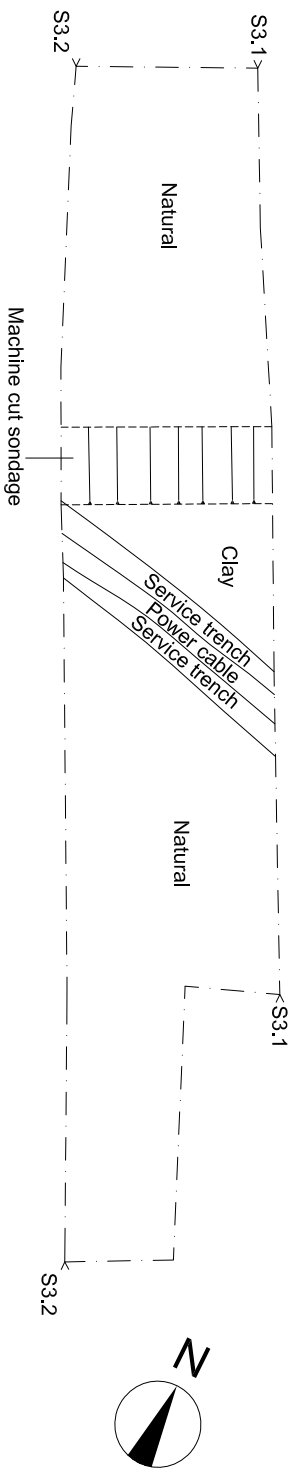 S3.2
S3.1
Natural
Machine cut sondage
Clay
Service trench
Power cable
Service trench
Natural
S3.1
S3.2
N